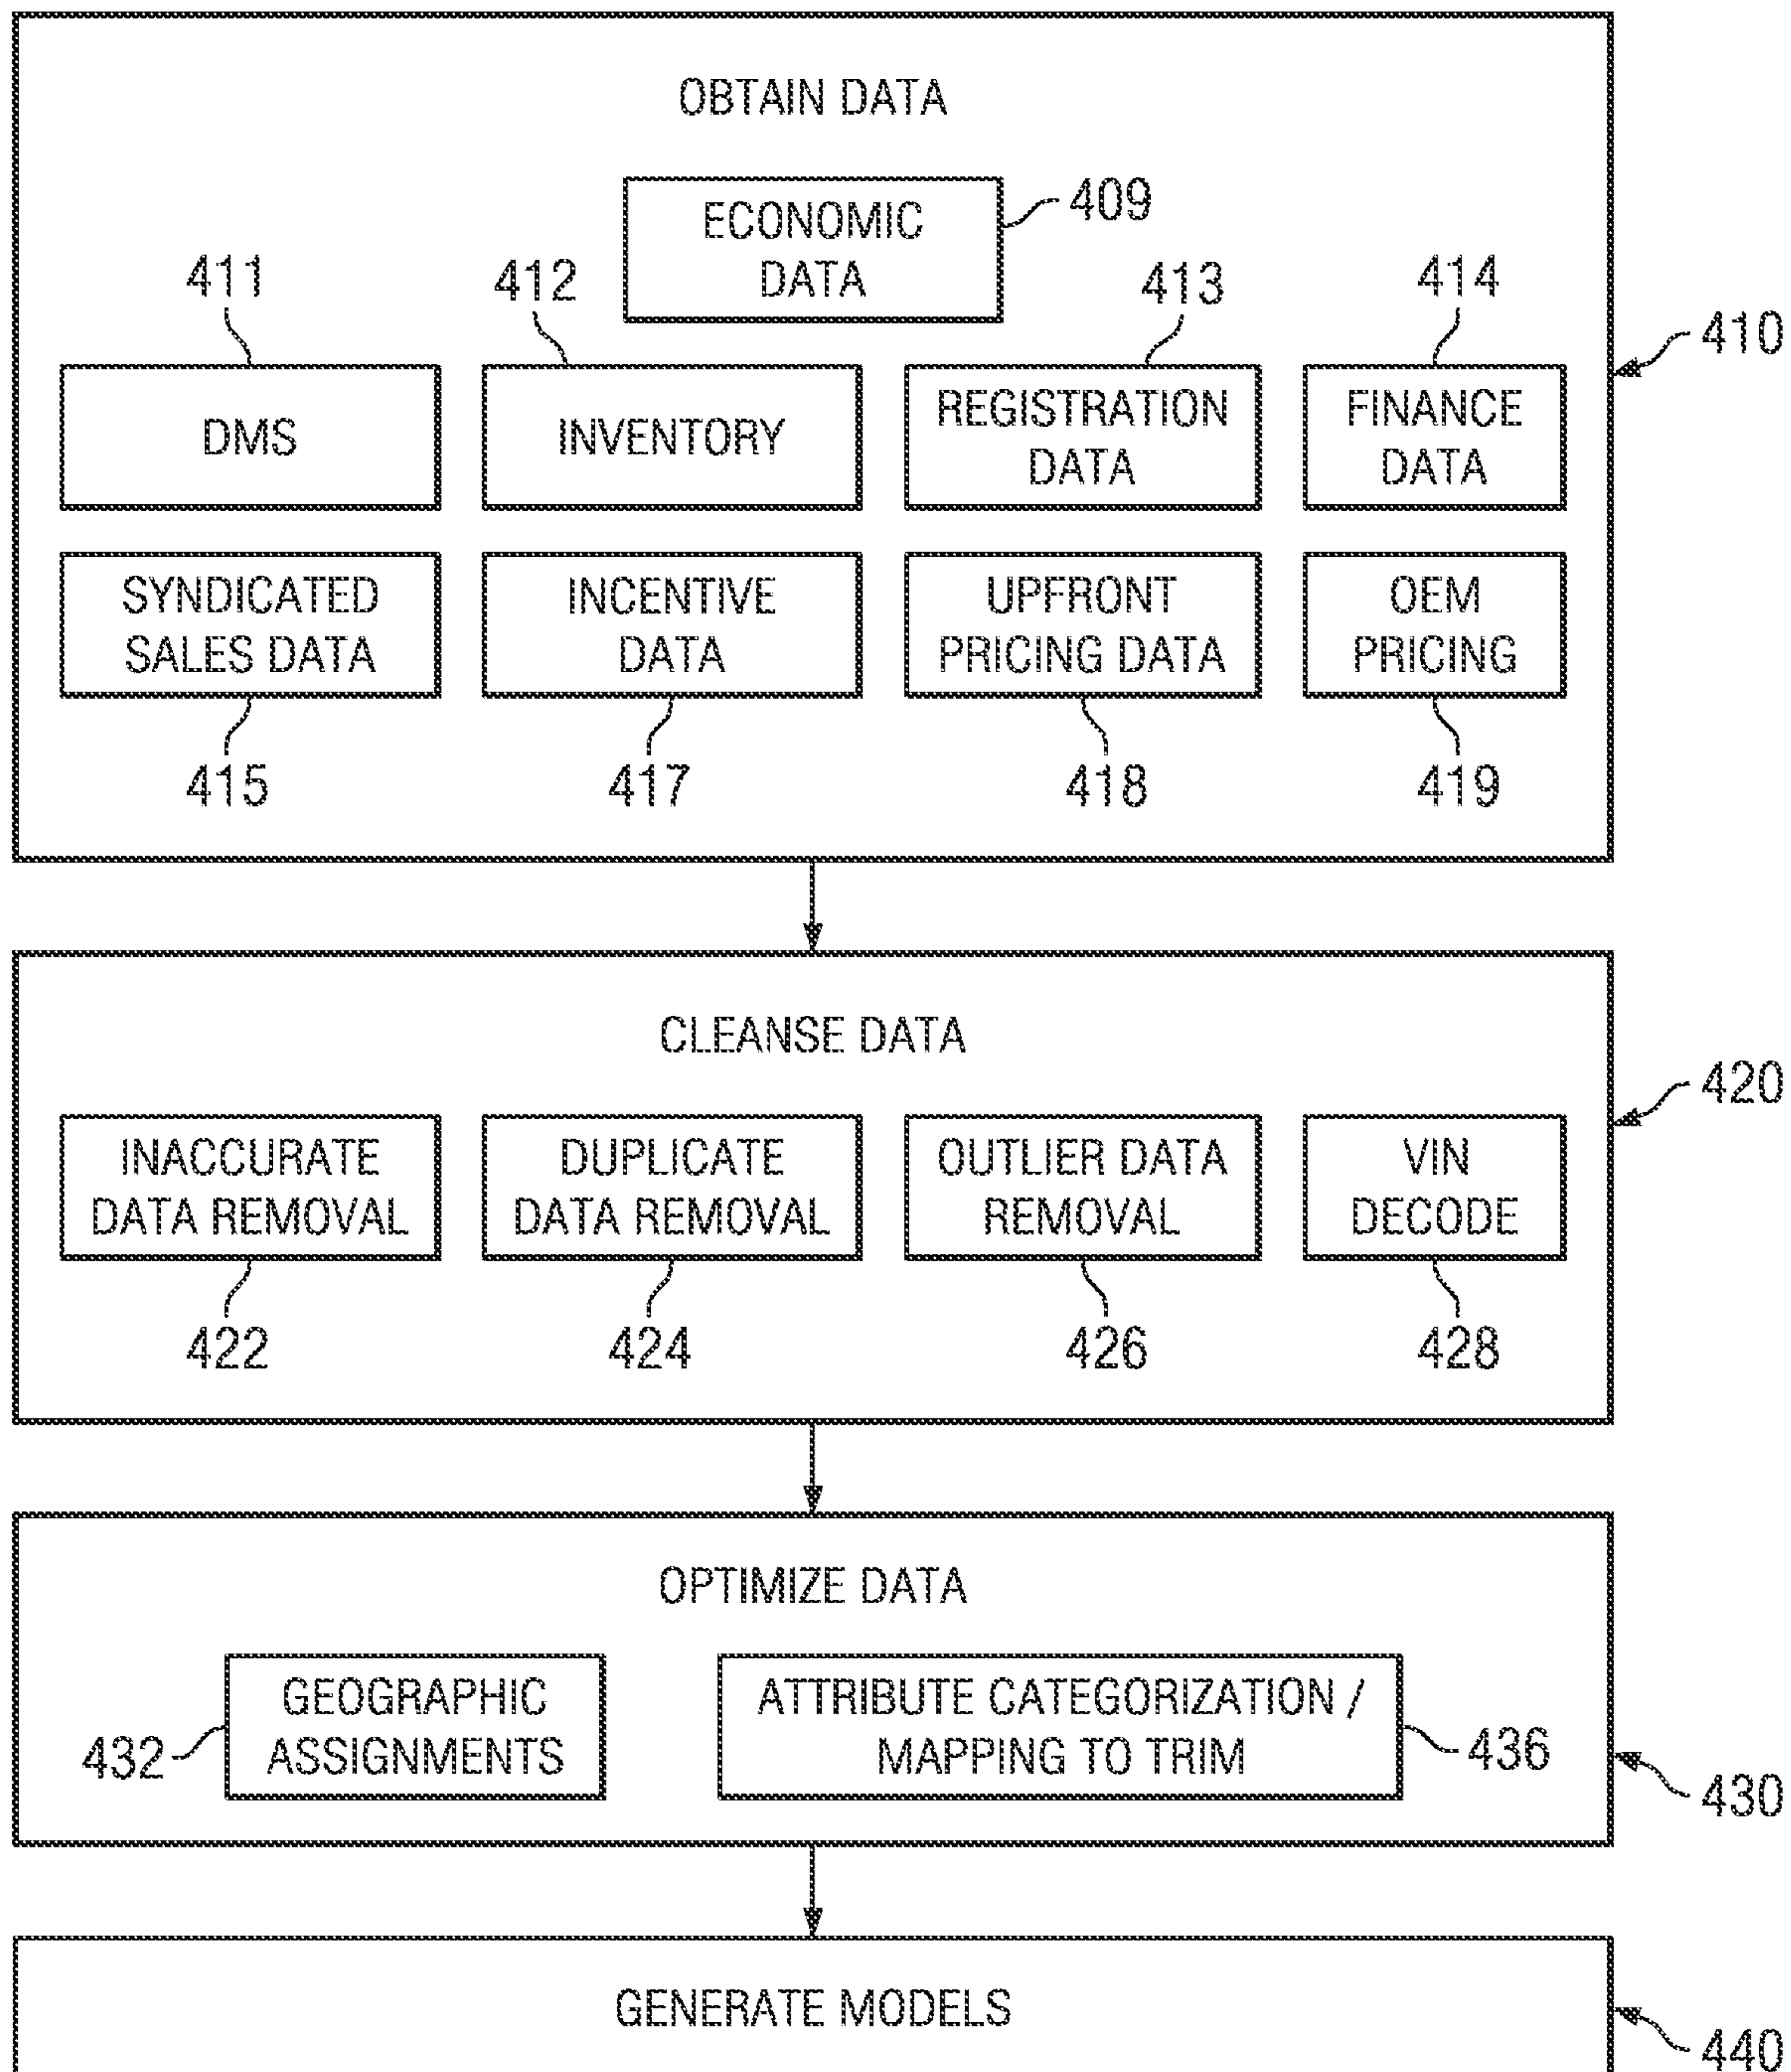 OBTAIN DATA
ECONOMIC
DATA
409
411
412
413
414
410
DMS
INVENTORY
REGISTRATION
DATA
FINANCE
DATA
SYNDICATED
SALES DATA
INCENTIVE
DATA
UPFRONT
PRICING DATA
OEM
PRICING
415
417
418
419
CLEANSE DATA
420
INACCURATE
DATA REMOVAL
DUPLICATE
DATA REMOVAL
OUTLIER DATA
REMOVAL
VIN
DECODE
422
424
426
428
OPTIMIZE DATA
432
GEOGRAPHIC
ASSIGNMENTS
ATTRIBUTE CATEGORIZATION /
MAPPING TO TRIM
436
430
GENERATE MODELS
440